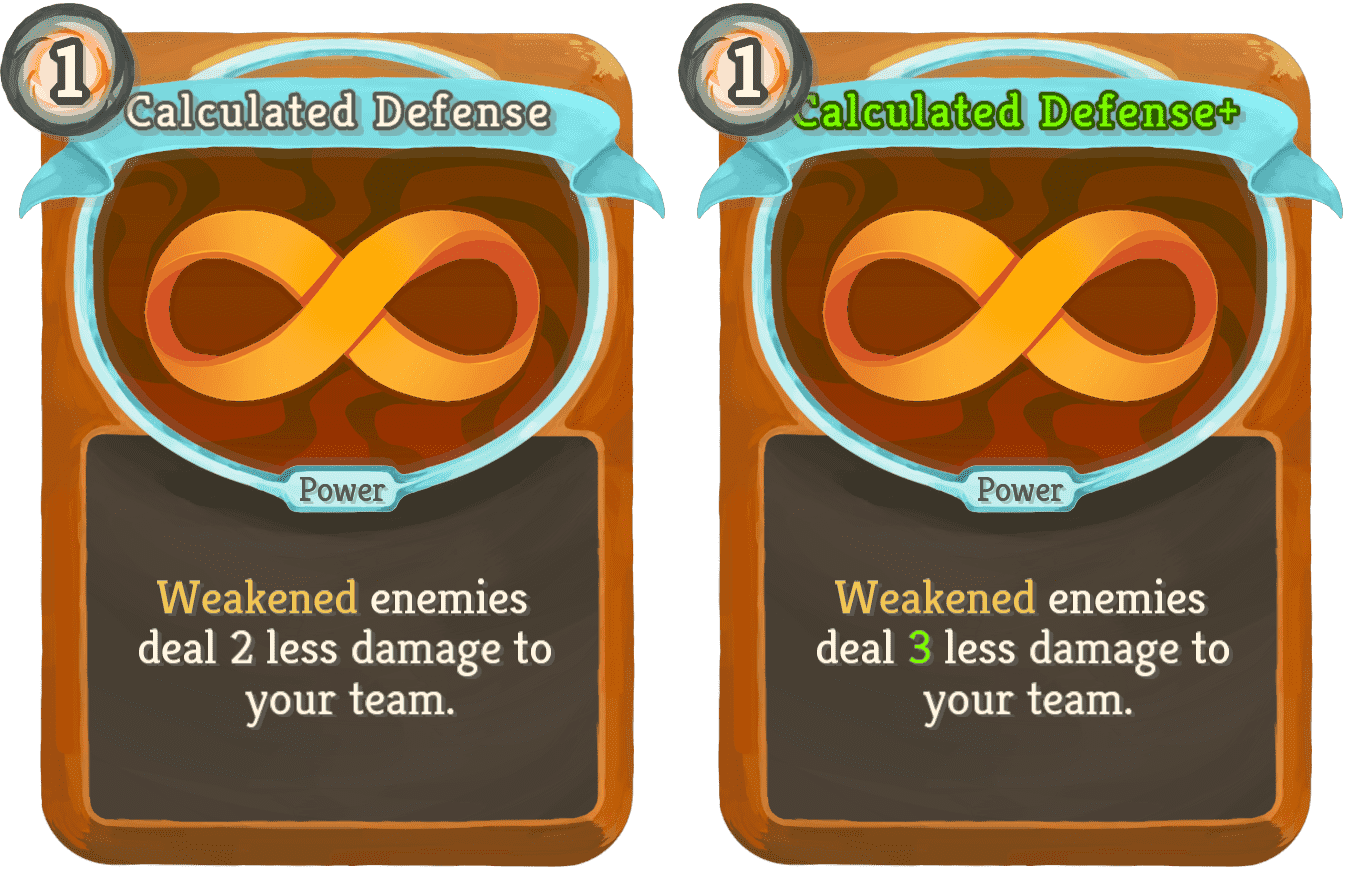 1
Calculated Defense
Power
Weakened enemies
deal 2 less damage to
your team.
1
Calculated Defense+
Power
Weakened enemies
deal 3 less damage to
your team.